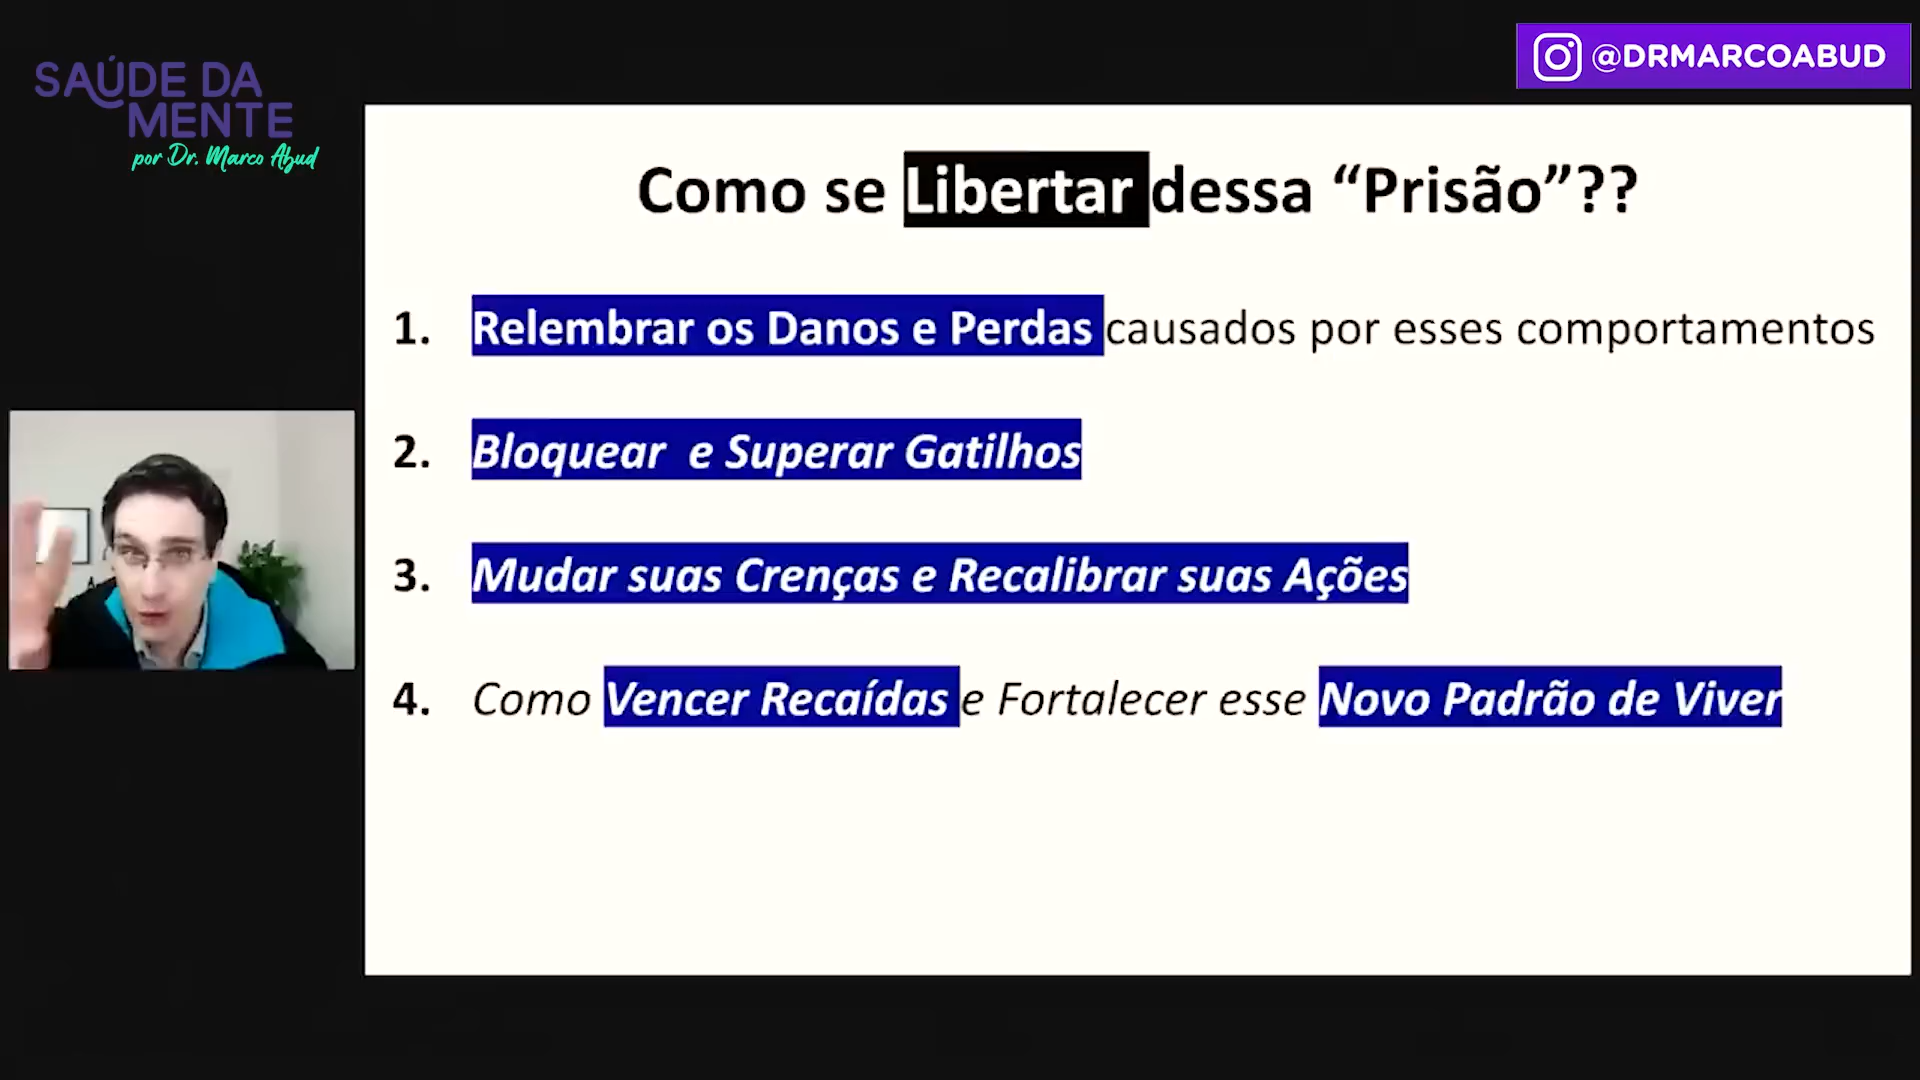 SAÚDE DA
MENTE
por Dr. Marco Abud
@DRMARCOABUD
Como se Libertar dessa “Prisão”??
1. Relembrar os Danos e Perdas causados por esses comportamentos
2. Bloquear e Superar Gatilhos
3. Mudar suas Crenças e Recalibrar suas Ações
4. Como Vencer Recaídas e Fortalecer esse Novo Padrão de Viver